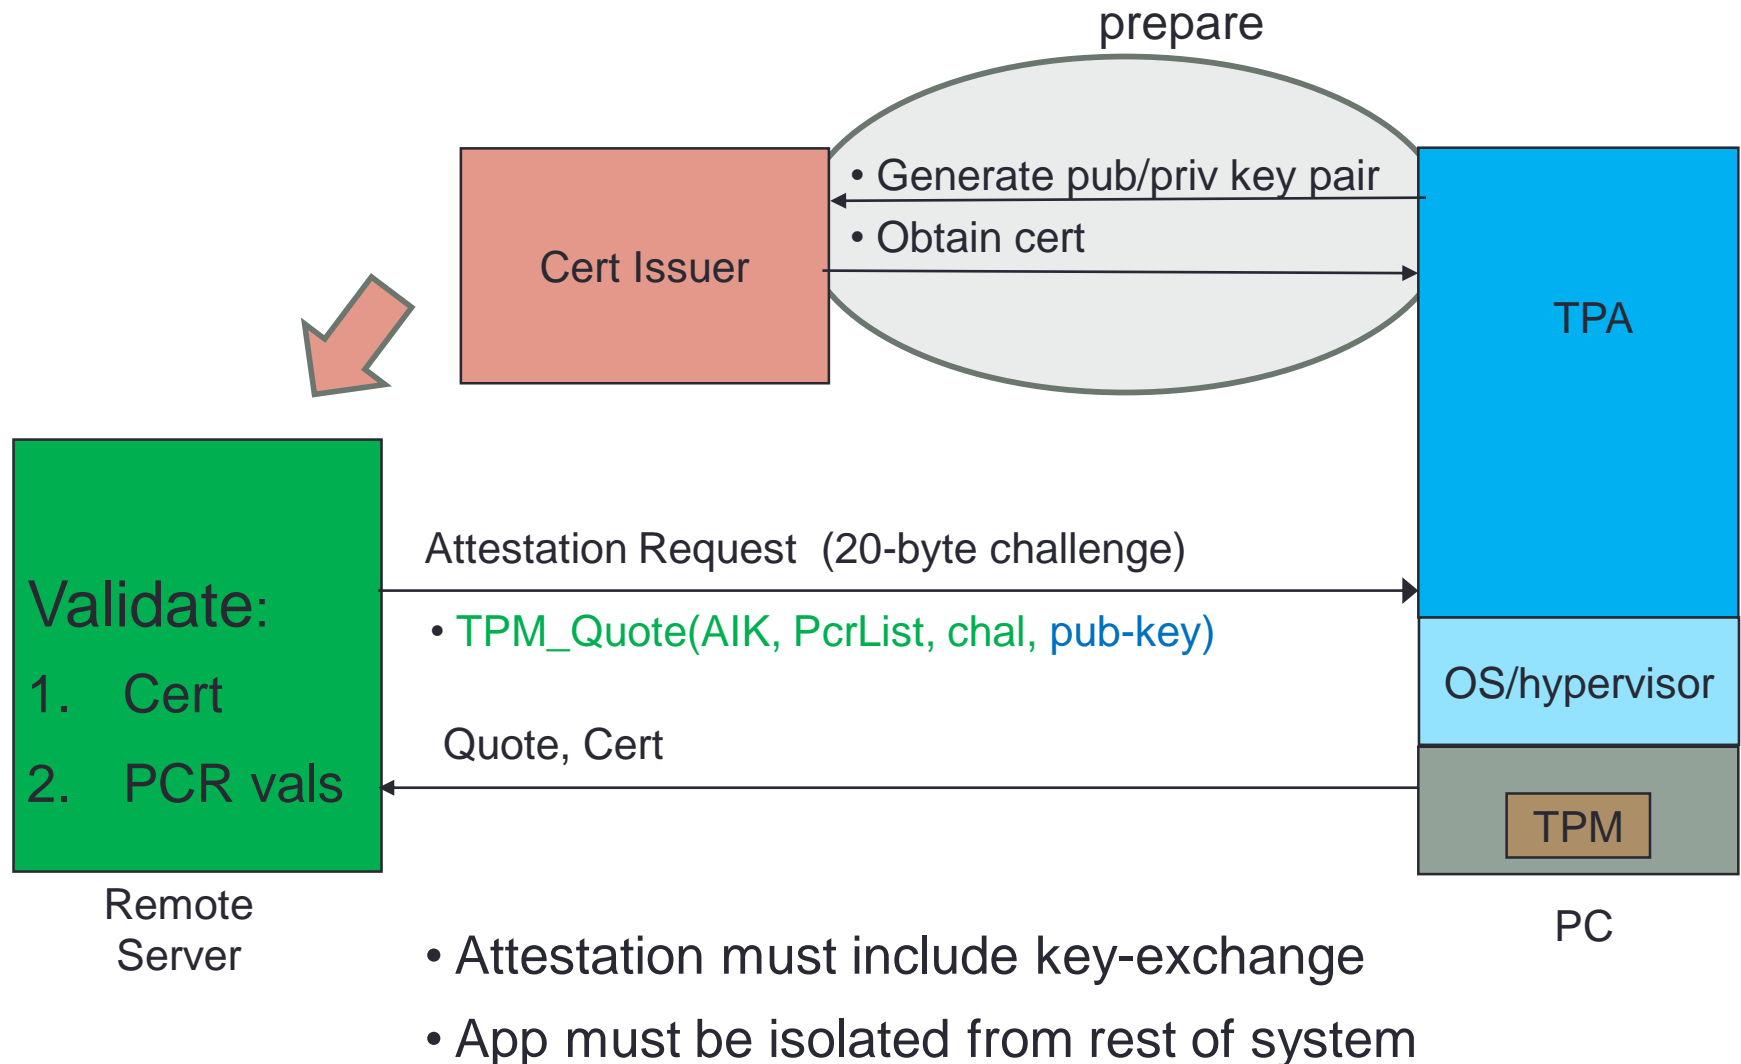 prepare
• Generate pub/priv key pair
• Obtain cert
Cert Issuer
TPA
Attestation Request (20-byte challenge)
• TPM_Quote(AIK, PcrList, chal, pub-key)
Validate:
1. Cert
2. PCR vals
OS/hypervisor
Quote, Cert
TPM
Remote
Server
PC
• Attestation must include key-exchange
• App must be isolated from rest of system